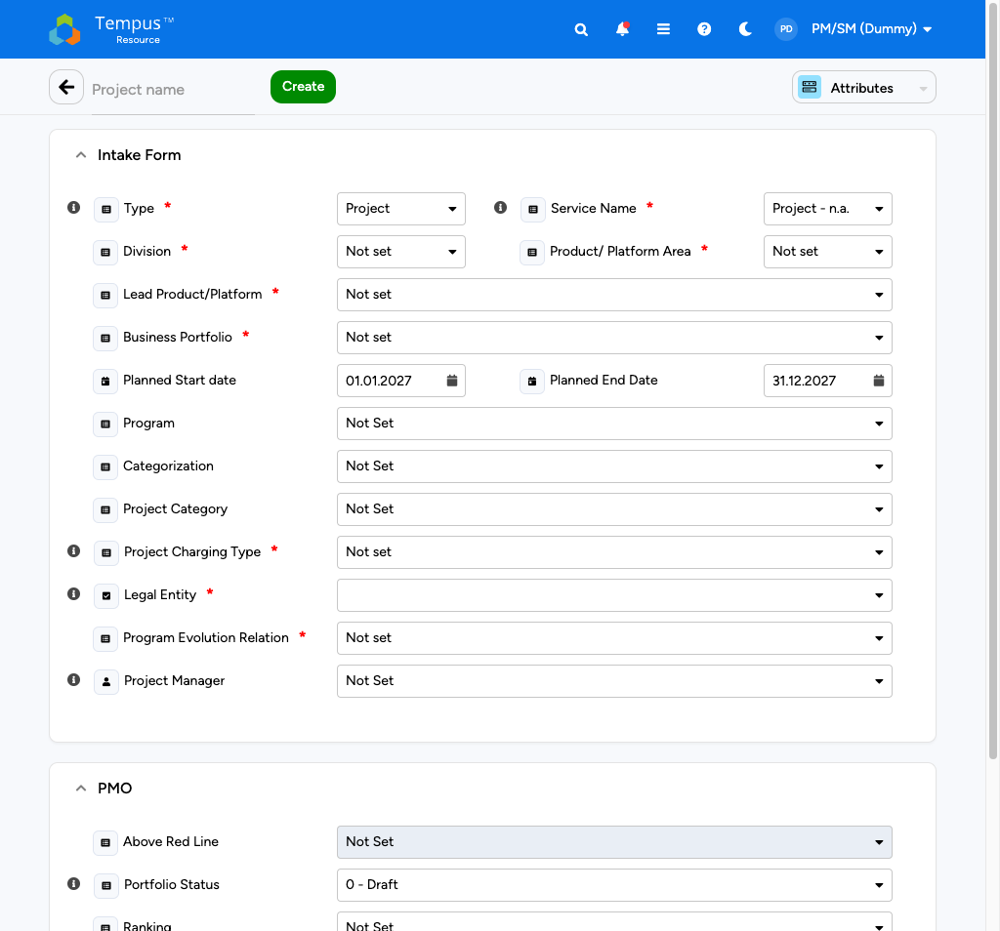 Tempus™
Resource
PD PM/SM (Dummy)
Project name Create Attributes
Intake Form
Type * Project Service Name * Project - n.a.
Division * Not set Product/ Platform Area * Not set
Lead Product/Platform * Not set
Business Portfolio * Not set
Planned Start date 01.01.2027 Planned End Date 31.12.2027
Program Not Set
Categorization Not Set
Project Category Not Set
Project Charging Type * Not set
Legal Entity *
Program Evolution Relation * Not set
Project Manager Not Set
PMO
Above Red Line Not Set
Portfolio Status 0 - Draft
Ranking Not Set